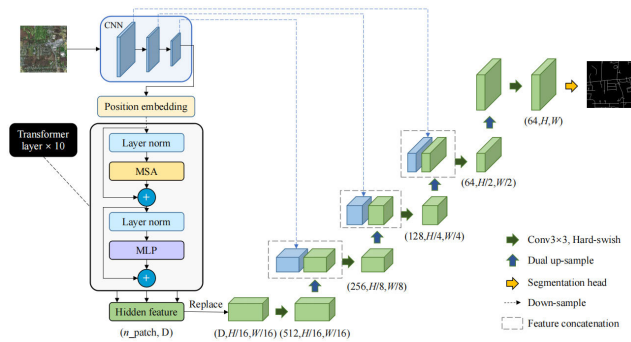 CNN
Position embedding
Transformer
layer × 10
Layer norm
MSA
+
Layer norm
MLP
+
Hidden feature
(n_patch, D)
Replace
(D,H/16,W/16)
(512,H/16,W/16)
(256,H/8,W/8)
(128,H/4,W/4)
(64,H/2,W/2)
(64,H,W)
Conv3×3, Hard-swish
Dual up-sample
Segmentation head
Down-sample
Feature concatenation